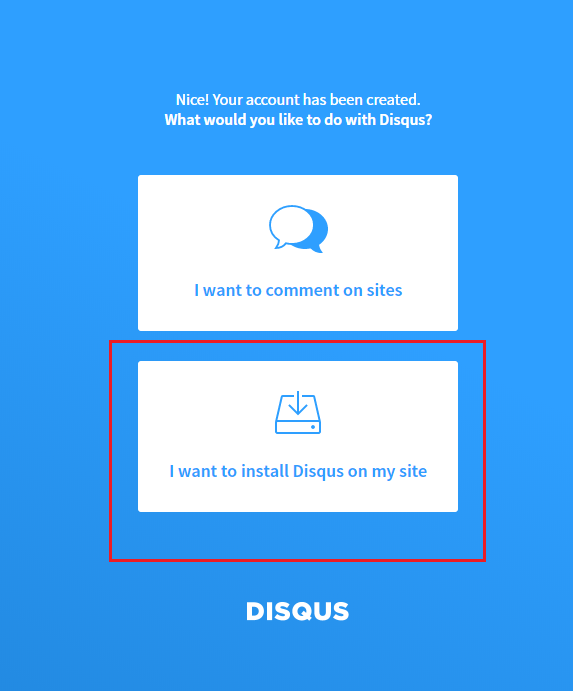 Nice! Your account has been created.
What would you like to do with Disqus?
I want to comment on sites
I want to install Disqus on my site
DISQUS